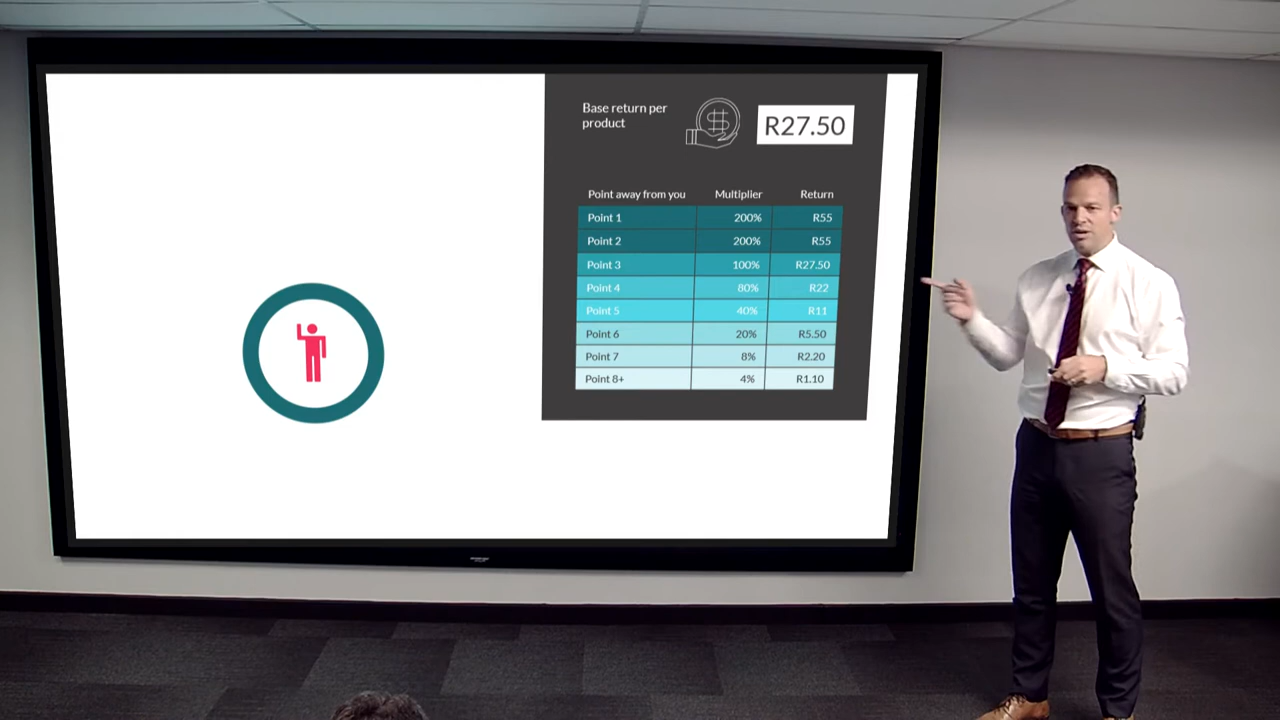 Base return per
product
R27.50
Point away from you Multiplier Return
Point 1 200% R55
Point 2 200% R55
Point 3 100% R27.50
Point 4 80% R22
Point 5 40% R11
Point 6 20% R5.50
Point 7 8% R2.20
Point 8+ 4% R1.10